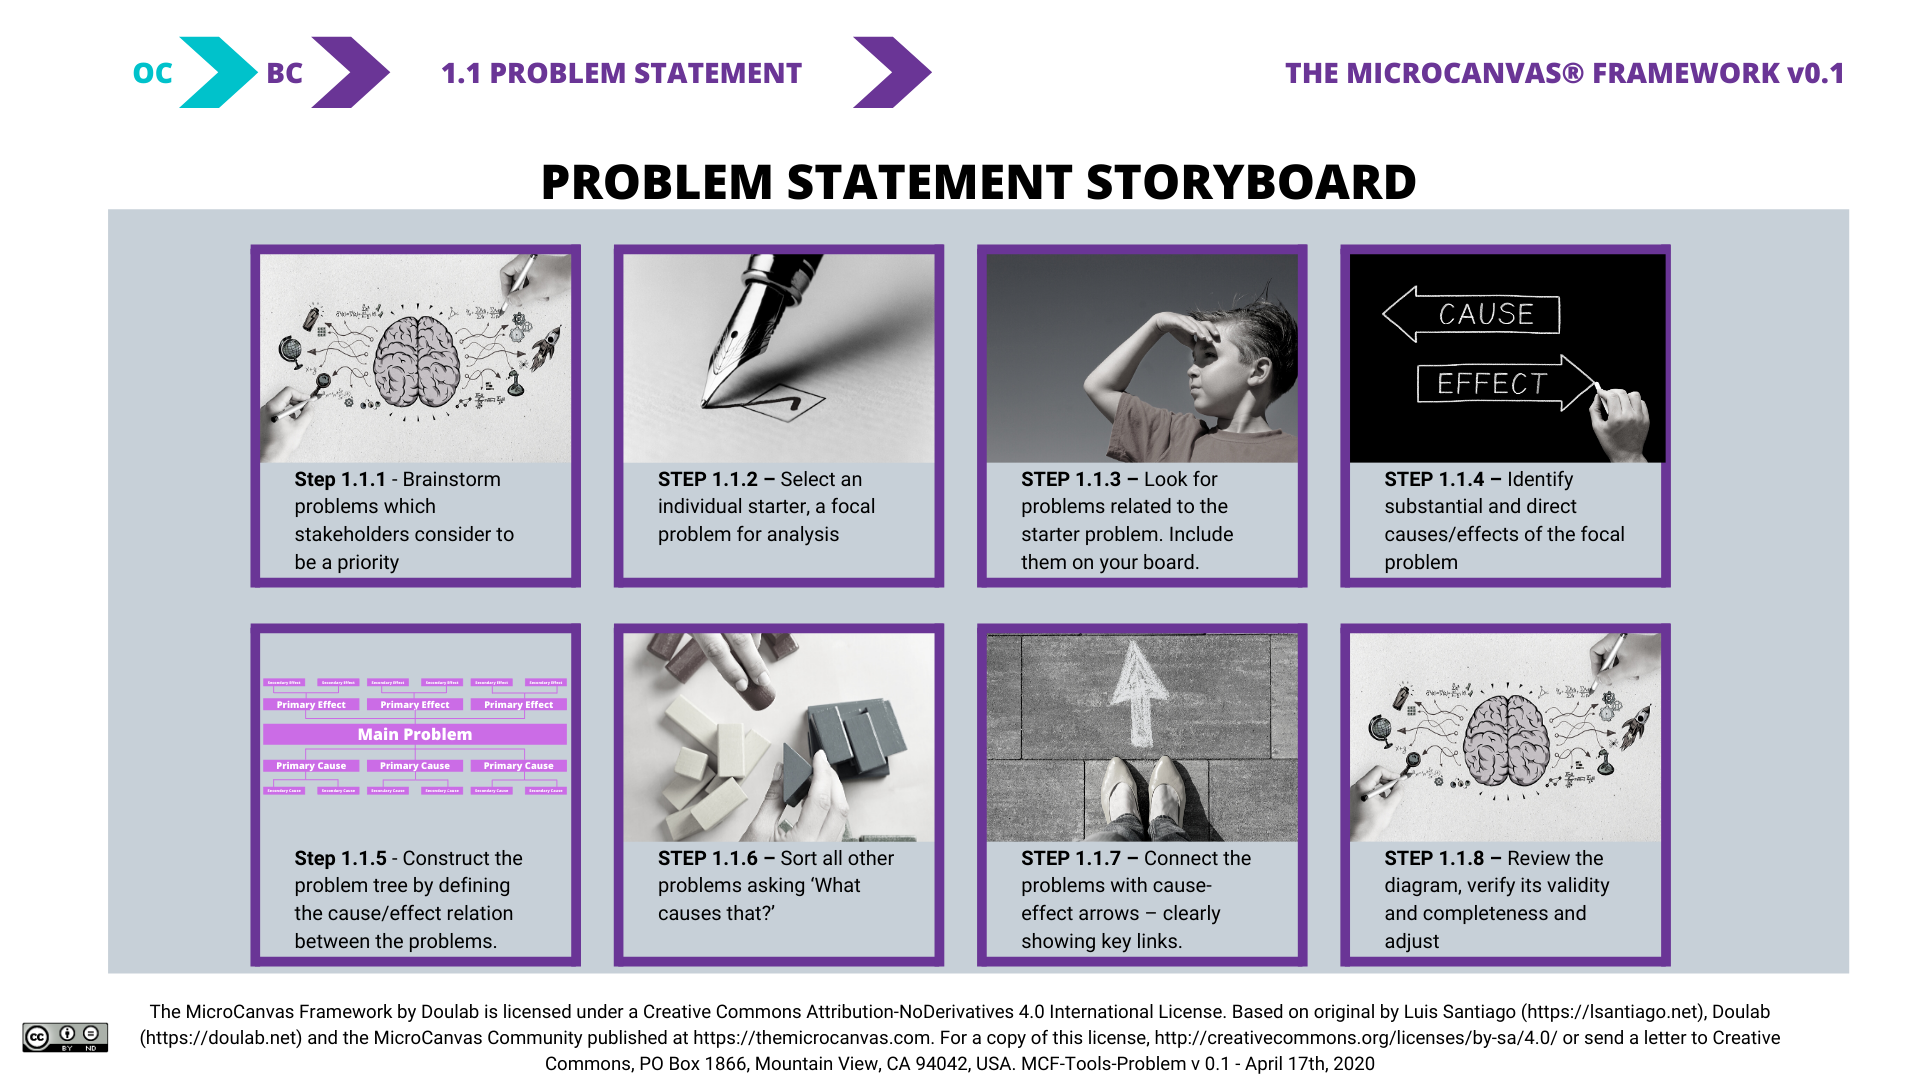 OC
BC
1.1 PROBLEM STATEMENT
THE MICROCANVAS® FRAMEWORK v0.1
PROBLEM STATEMENT STORYBOARD
Step 1.1.1 - Brainstorm
problems which
stakeholders consider to
be a priority
STEP 1.1.2 – Select an
individual starter, a focal
problem for analysis
STEP 1.1.3 – Look for
problems related to the
starter problem. Include
them on your board.
CAUSE
EFFECT
STEP 1.1.4 – Identify
substantial and direct
causes/effects of the focal
problem
Secondary Effect Secondary Effect Secondary Effect Secondary Effect Secondary Effect Secondary Effect
Primary Effect Primary Effect Primary Effect
Main Problem
Primary Cause Primary Cause Primary Cause
Secondary Cause Secondary Cause Secondary Cause Secondary Cause Secondary Cause Secondary Cause
Step 1.1.5 - Construct the
problem tree by defining
the cause/effect relation
between the problems.
STEP 1.1.6 – Sort all other
problems asking ‘What
causes that?’
STEP 1.1.7 – Connect the
problems with cause-
effect arrows – clearly
showing key links.
STEP 1.1.8 – Review the
diagram, verify its validity
and completeness and
adjust
The MicroCanvas Framework by Doulab is licensed under a Creative Commons Attribution-NoDerivatives 4.0 International License. Based on original by Luis Santiago (https://lsantiago.net), Doulab
(https://doulab.net) and the MicroCanvas Community published at https://themicrocanvas.com. For a copy of this license, http://creativecommons.org/licenses/by-sa/4.0/ or send a letter to Creative
Commons, PO Box 1866, Mountain View, CA 94042, USA. MCF-Tools-Problem v 0.1 - April 17th, 2020
cc
BY ND